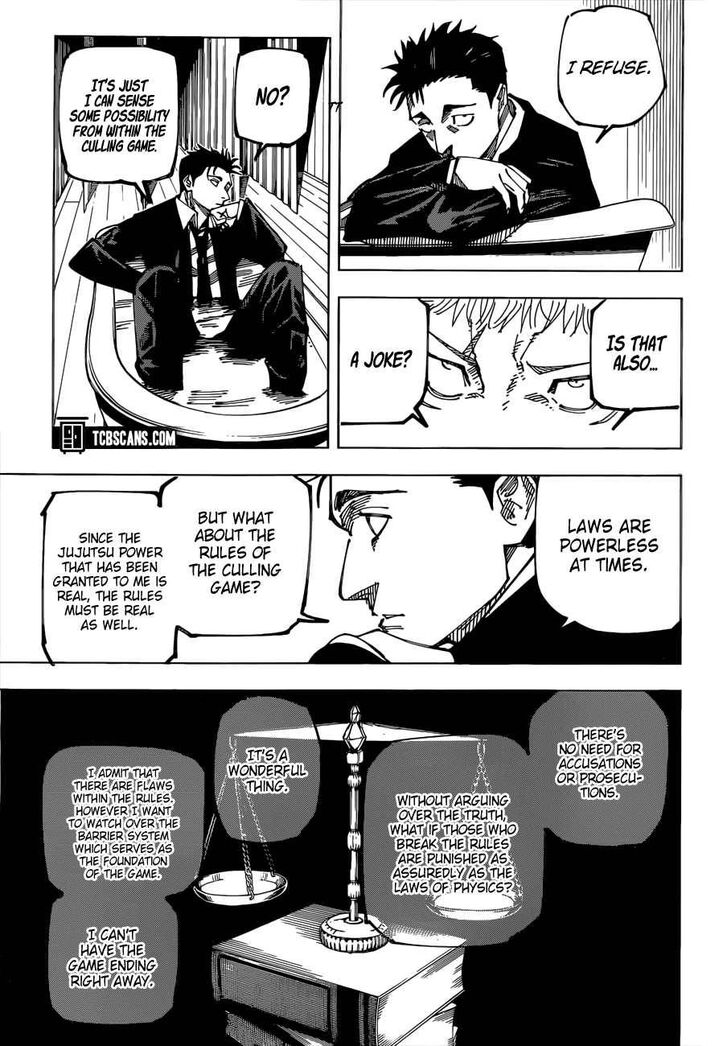 I REFUSE.
NO?
IT'S JUST
I CAN SENSE
SOME POSSIBILITY
FROM WITHIN THE
CULLING GAME.
TCBSCANS.COM
IS THAT
ALSO...
A JOKE?
LAWS ARE
POWERLESS
AT TIMES.
BUT WHAT
ABOUT THE
RULES OF
THE CULLING
GAME?
SINCE THE
JUJUTSU POWER
THAT HAS BEEN
GRANTED TO ME IS
REAL, THE RULES
MUST BE REAL
AS WELL.
THERE'S
NO NEED FOR
ACCUSATIONS
OR PROSECU-
TIONS.
WITHOUT ARGUING
OVER THE TRUTH,
WHAT IF THOSE WHO
BREAK THE RULES
ARE PUNISHED AS
ASSUREDLY AS THE
LAWS OF PHYSICS?
IT'S A
WONDERFUL
THING.
I ADMIT THAT
THERE ARE FLAWS
WITHIN THE RULES.
HOWEVER I WANT
TO WATCH OVER THE
BARRIER SYSTEM
WHICH SERVES AS
THE FOUNDATION
OF THE GAME.
I CAN'T
HAVE THE
GAME ENDING
RIGHT AWAY.